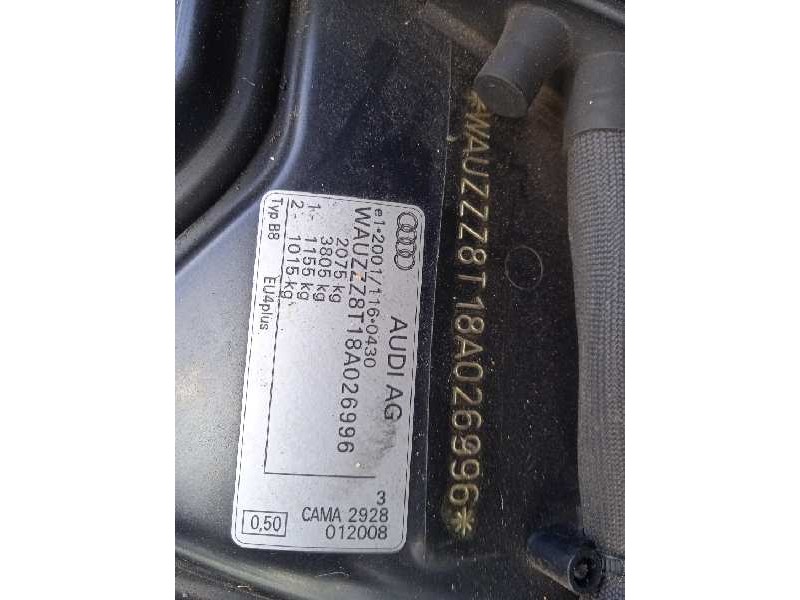 AUDI AG
e1*2001/116*0430
WAUZZZ8T18A026996
2075 kg
3805 kg
1- 1155 kg
2- 1015 kg
Typ B8 EU4plus
3
0,50 CAMA 2928
012008
*WAUZZZ8T18A026996*